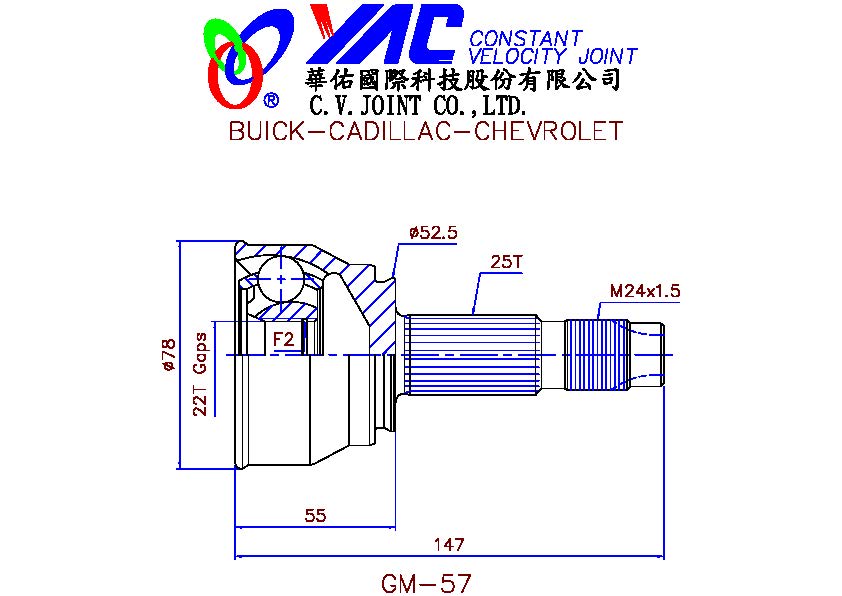 YAC CONSTANT
VELOCITY JOINT
®
華佑國際科技股份有限公司
C.V.JOINT CO.,LTD.
BUICK-CADILLAC-CHEVROLET
ø52.5
25T
M24x1.5
ø78
22T Gaps
F2
55
147
GM-57